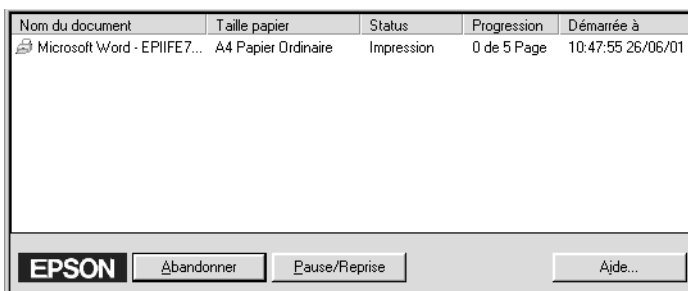 Nom du document Taille papier Status Progression Démarrée à
Microsoft Word - EPIIFE7... A4 Papier Ordinaire Impression 0 de 5 Page 10:47:55 26/06/01
EPSON Abandonner Pause/Reprise Aide...